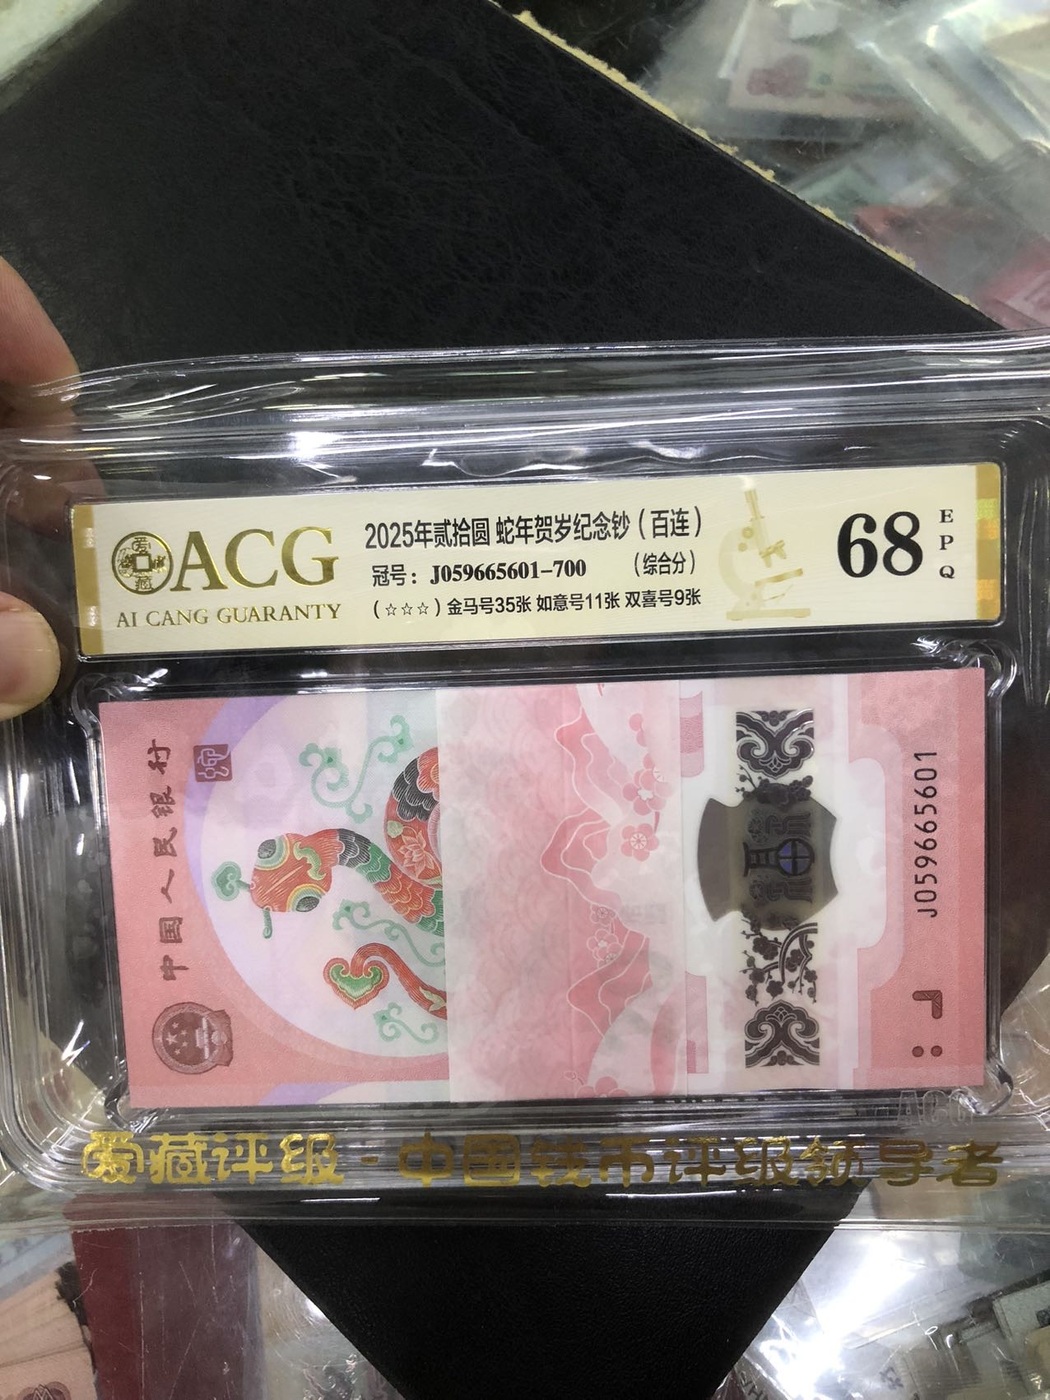 ACG
AI CANG GUARANTY
2025年贰拾圆 蛇年贺岁纪念钞（百连）
冠号：J059665601-700 （综合分）
（☆☆☆）金马号35张 如意号11张 双喜号9张
68
EPQ
中国人民银行
J059665601
ACG
爱藏评级-中国钱币评级领导者